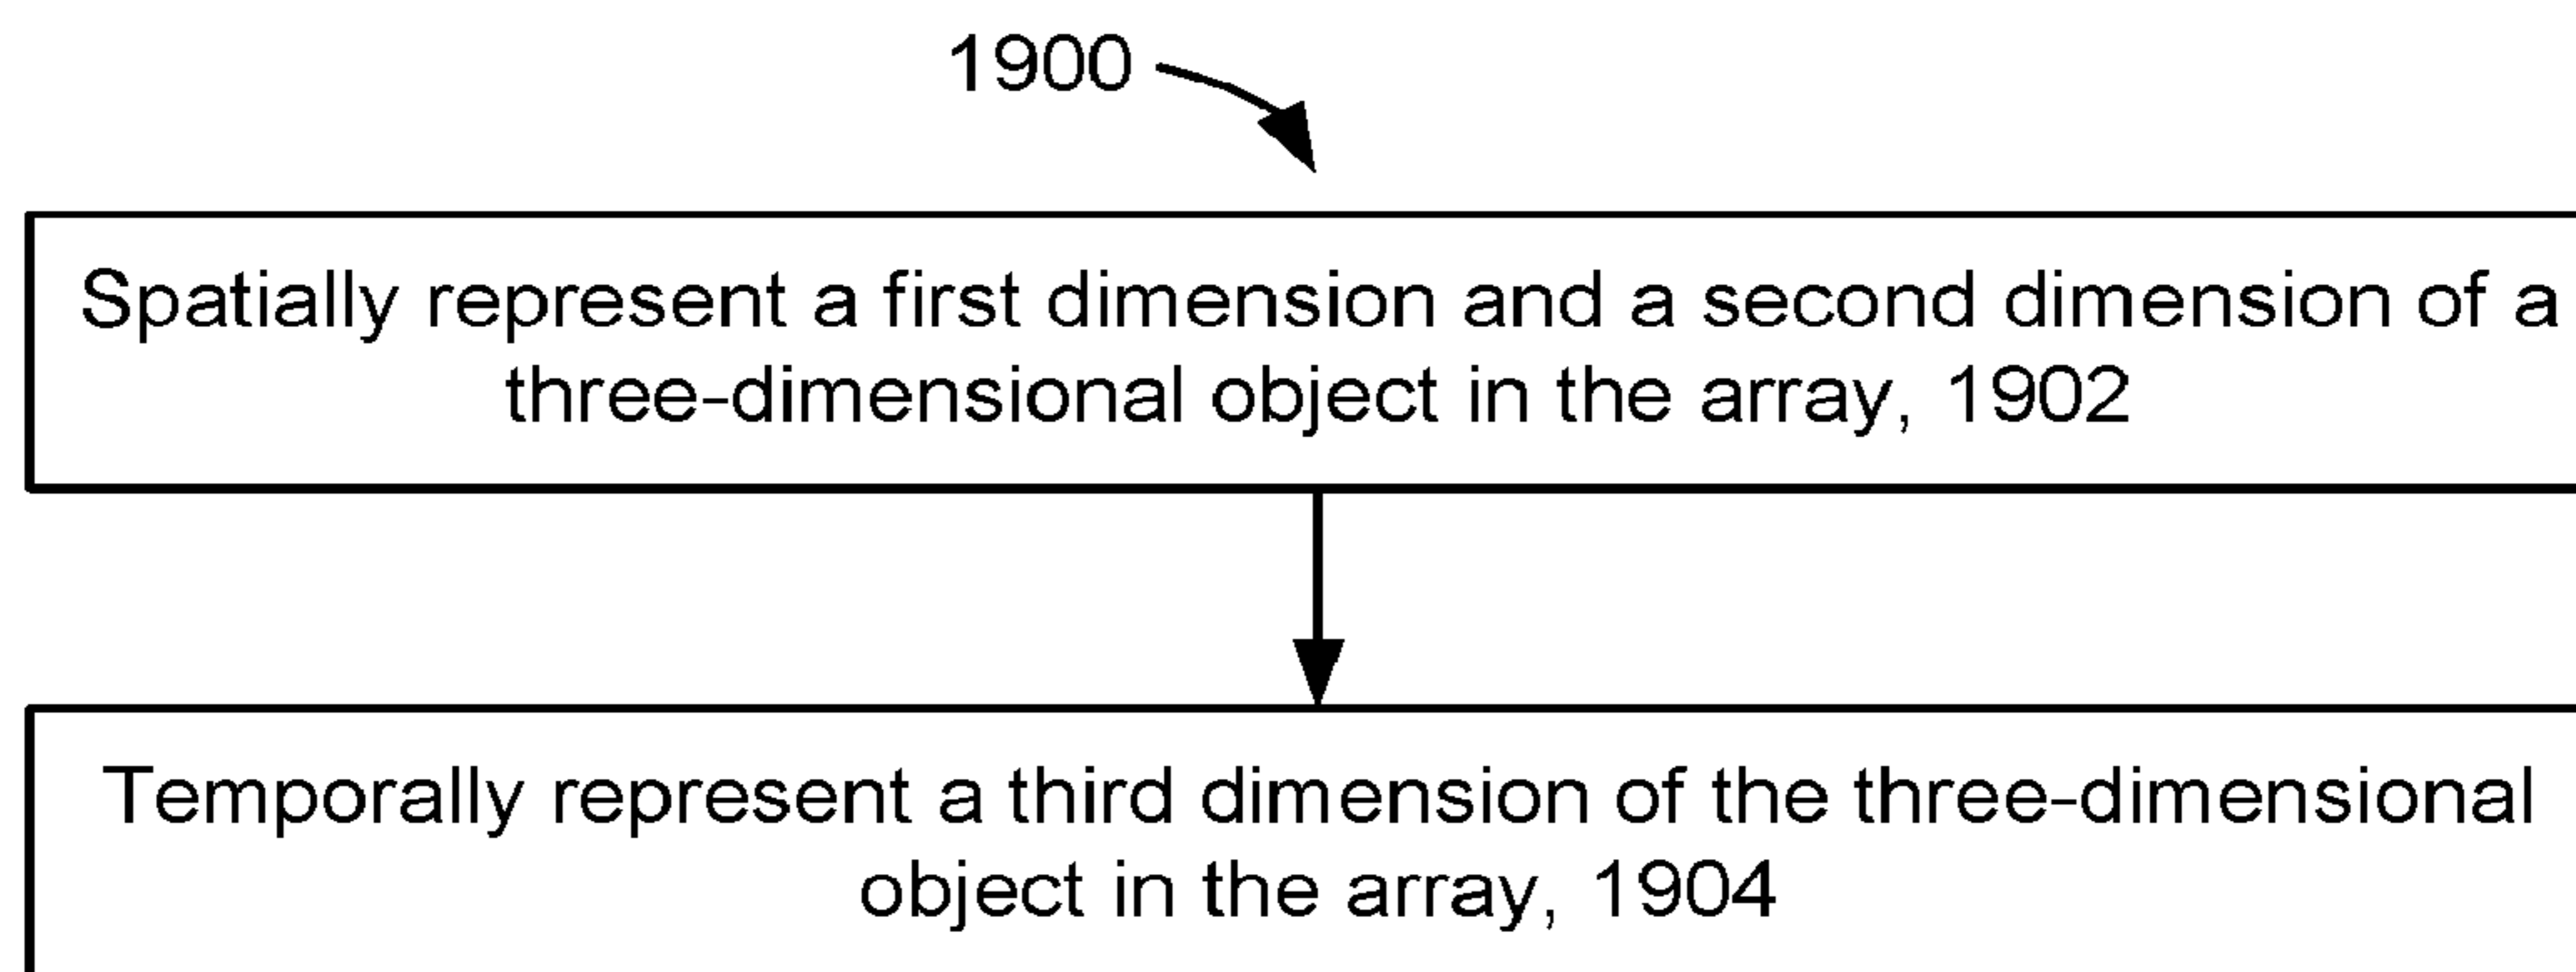 1900
Spatially represent a first dimension and a second dimension of a
three-dimensional object in the array, 1902
Temporally represent a third dimension of the three-dimensional
object in the array, 1904